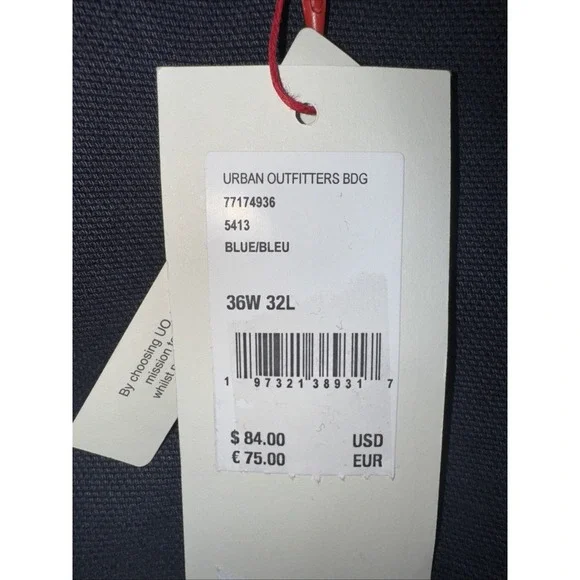 URBAN OUTFITTERS BDG
77174936
5413
BLUE/BLEU
36W 32L
1 97321 38931 7
$ 84.00 USD
€ 75.00 EUR
By choosing UO
mission to
whilst